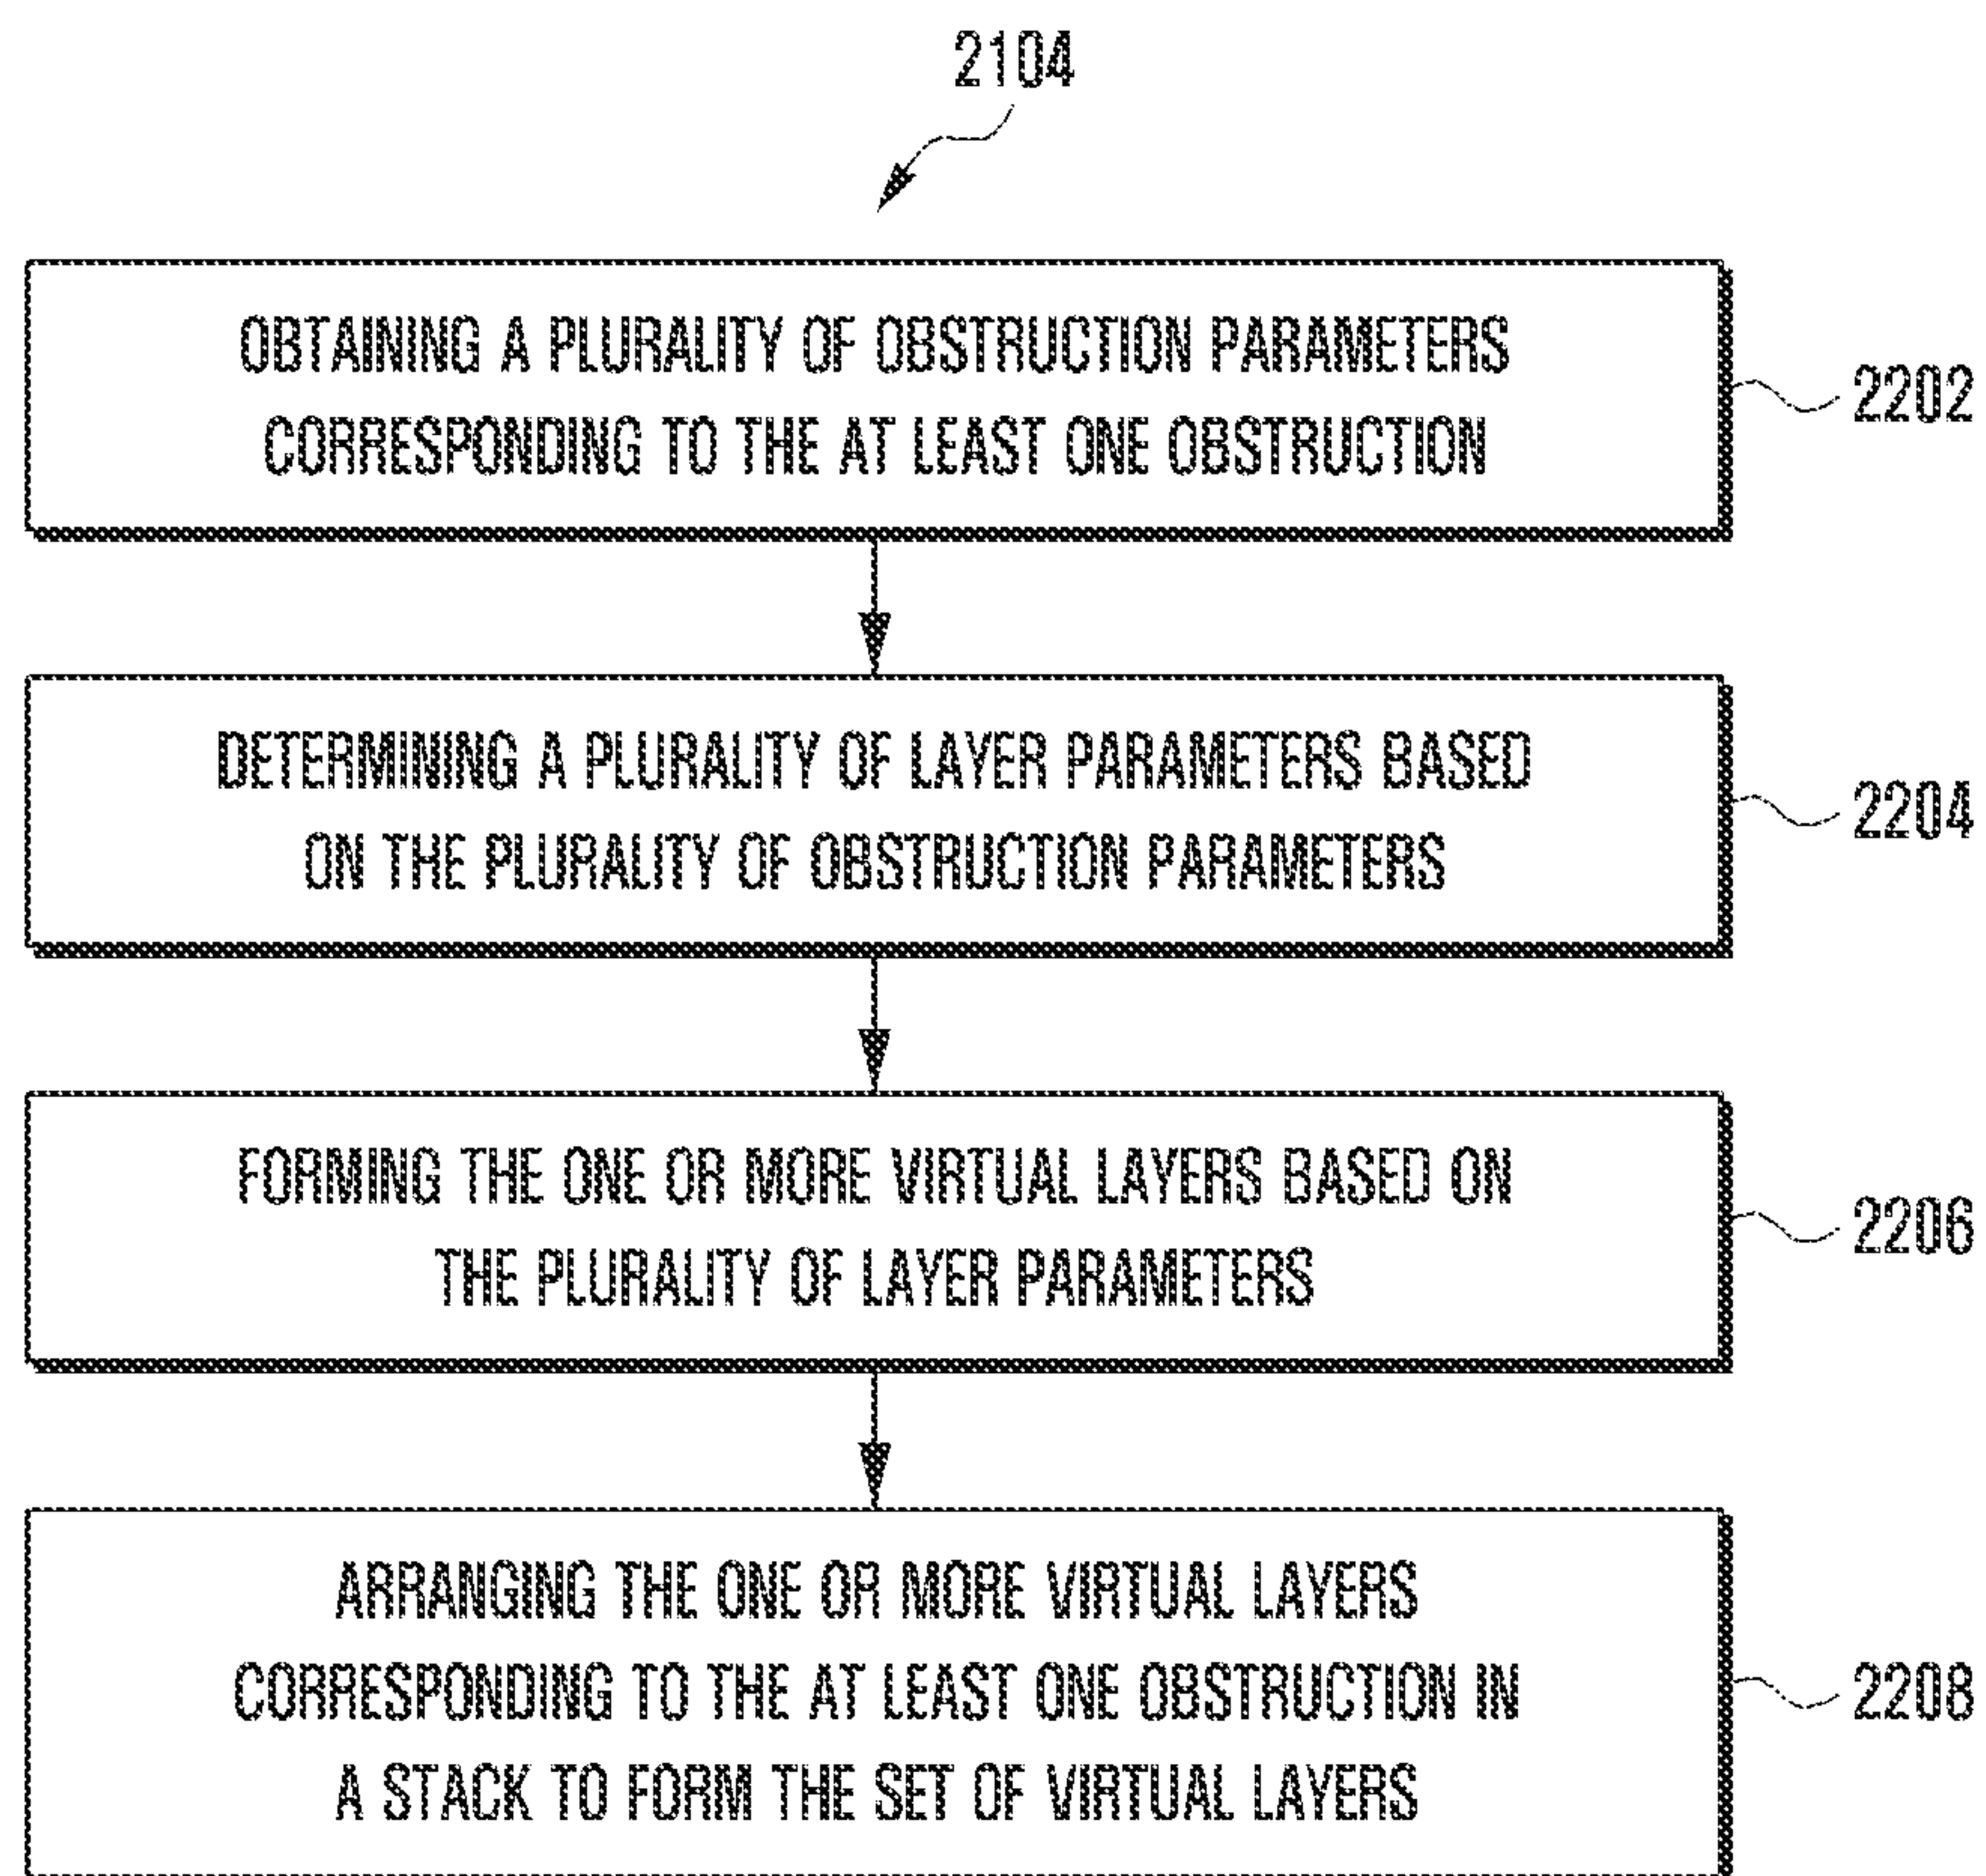 2104
OBTAINING A PLURALITY OF OBSTRUCTION PARAMETERS
CORRESPONDING TO THE AT LEAST ONE OBSTRUCTION
2202
DETERMINING A PLURALITY OF LAYER PARAMETERS BASED
ON THE PLURALITY OF OBSTRUCTION PARAMETERS
2204
FORMING THE ONE OR MORE VIRTUAL LAYERS BASED ON
THE PLURALITY OF LAYER PARAMETERS
2206
ARRANGING THE ONE OR MORE VIRTUAL LAYERS
CORRESPONDING TO THE AT LEAST ONE OBSTRUCTION IN
A STACK TO FORM THE SET OF VIRTUAL LAYERS
2208